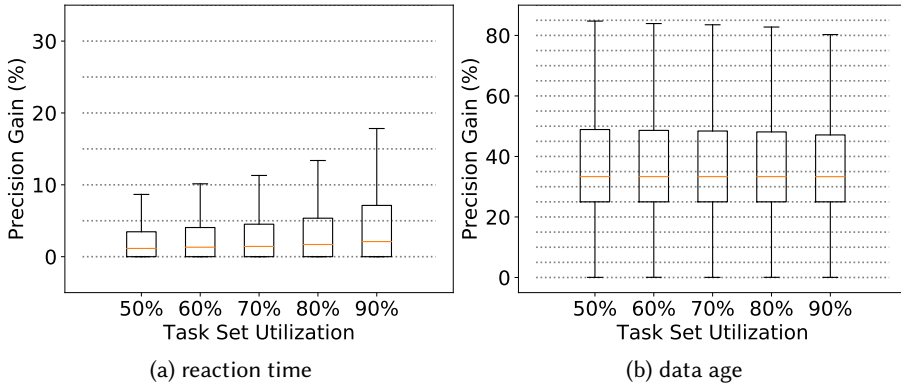 30
20
10
0
Precision Gain (%)
50% 60% 70% 80% 90%
Task Set Utilization
(a) reaction time
80
60
40
20
0
Precision Gain (%)
50% 60% 70% 80% 90%
Task Set Utilization
(b) data age